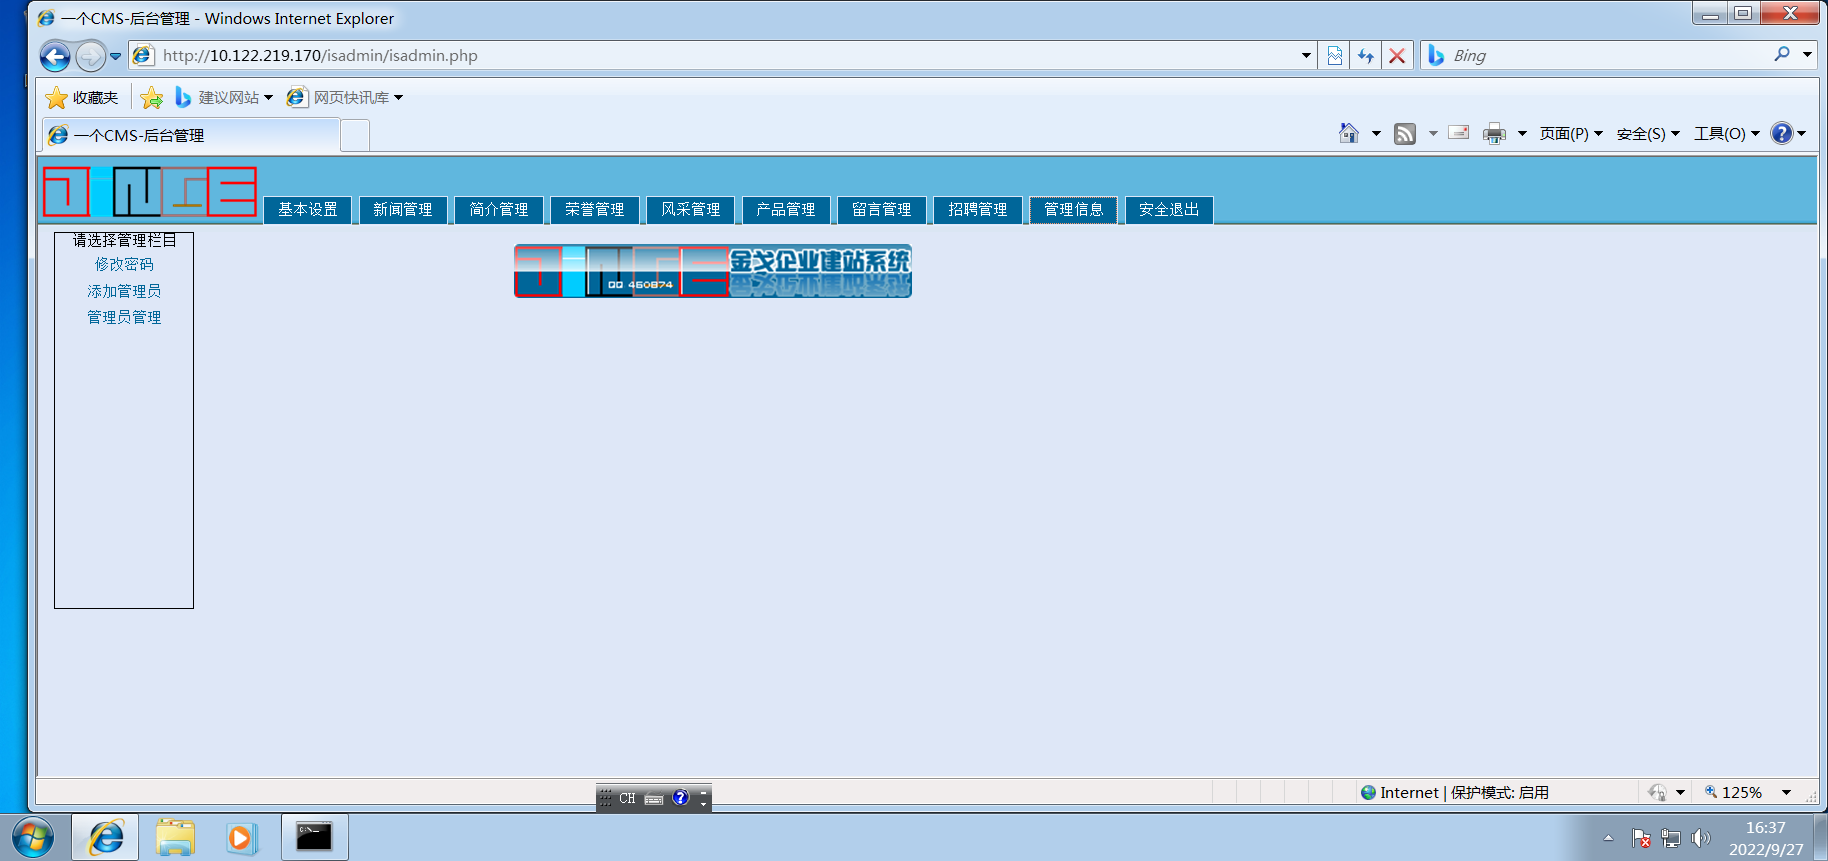 一个CMS-后台管理 - Windows Internet Explorer
http://10.122.219.170/isadmin/isadmin.php
Bing
收藏夹
建议网站
网页快讯库
一个CMS-后台管理
页面(P)
安全(S)
工具(O)
基本设置
新闻管理
简介管理
荣誉管理
风采管理
产品管理
留言管理
招聘管理
管理信息
安全退出
请选择管理栏目
修改密码
添加管理员
管理员管理
QQ 460874
金戈企业建站系统
CH
Internet | 保护模式: 启用
125%
16:37
2022/9/27